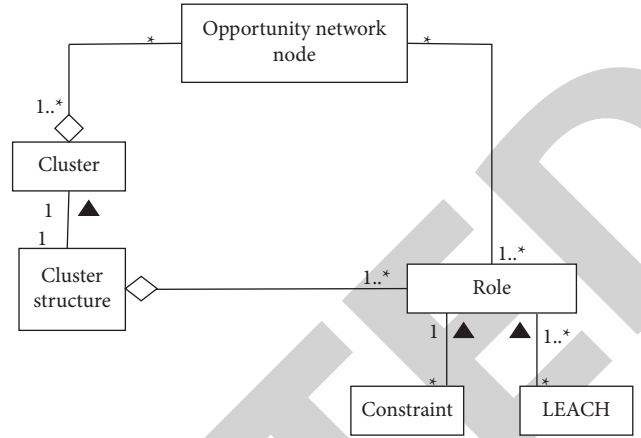 Opportunity network
node
*
*
1..*
Cluster
1
1
Cluster
structure
1..*
1..*
Role
1
1..*
*
*
Constraint
LEACH